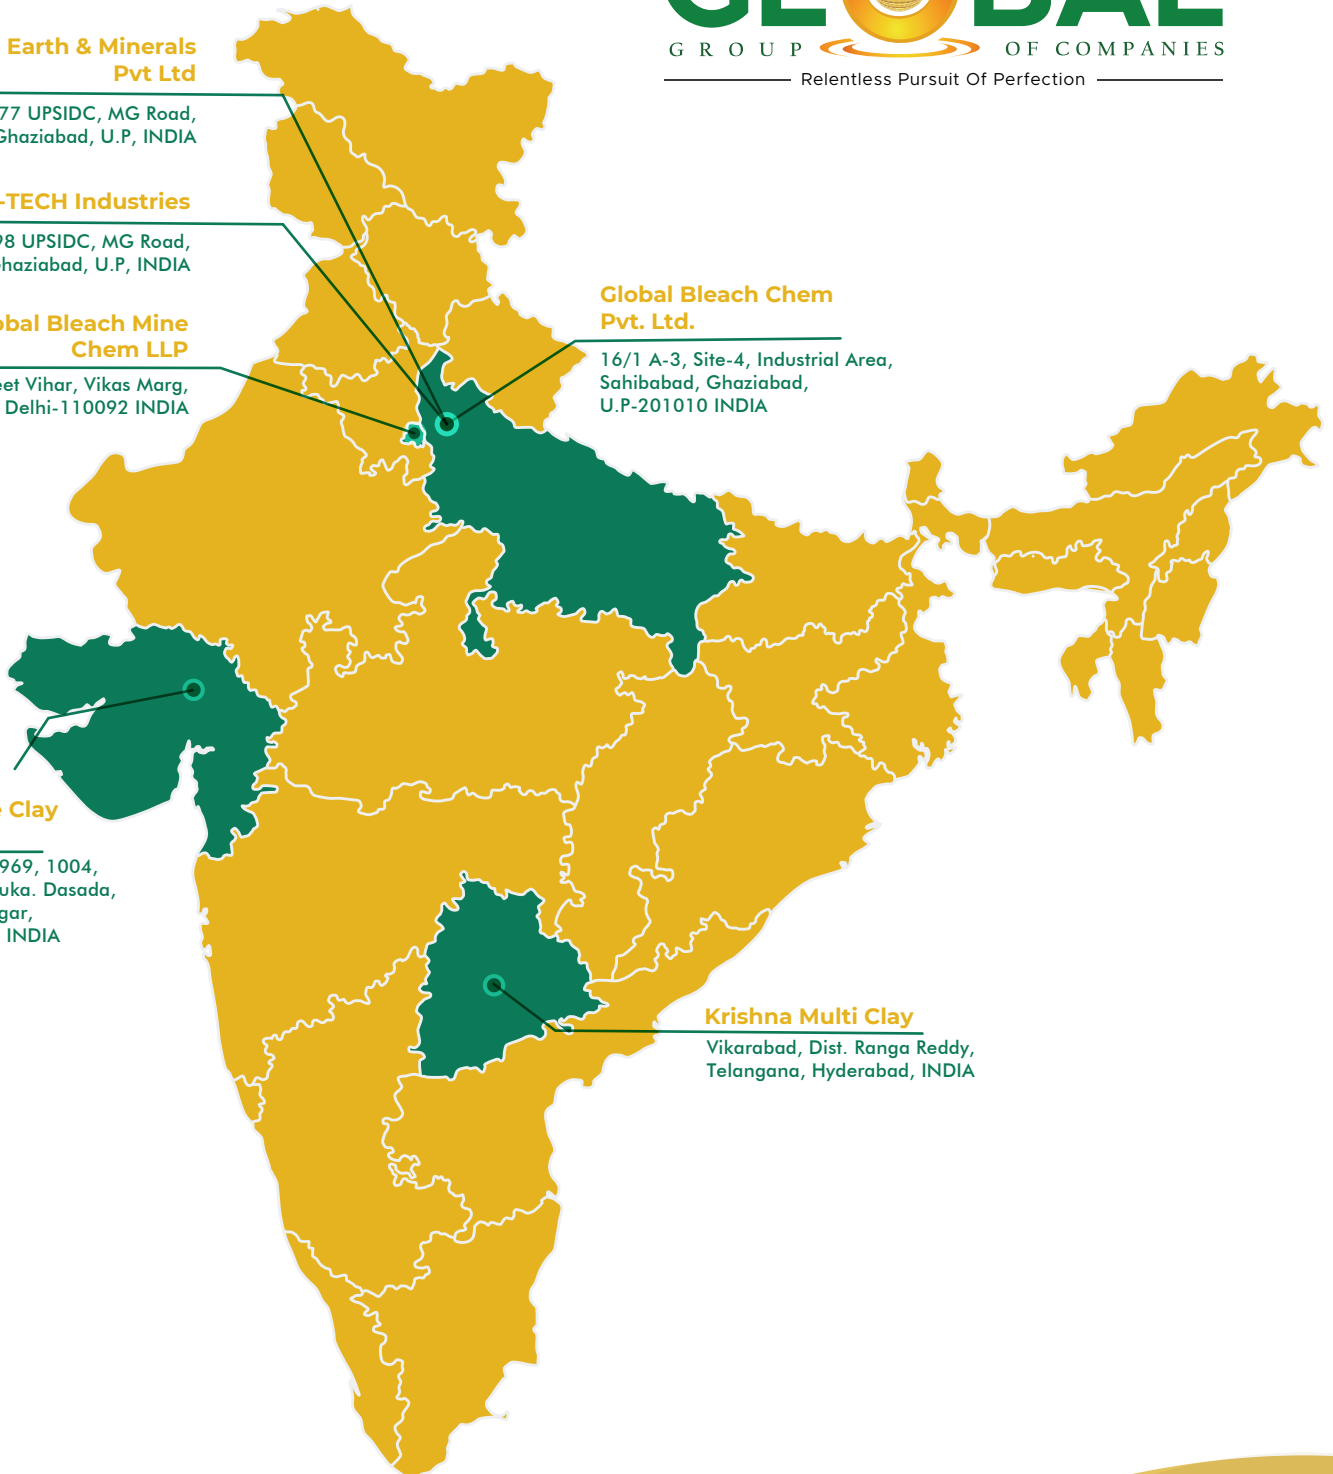 GLOBAL
GROUP OF COMPANIES
Relentless Pursuit Of Perfection
Earth & Minerals
Pvt Ltd
77 UPSIDC, MG Road,
Ghaziabad, U.P, INDIA
-TECH Industries
98 UPSIDC, MG Road,
haziabad, U.P, INDIA
obal Bleach Mine
Chem LLP
eet Vihar, Vikas Marg,
Delhi-110092 INDIA
Global Bleach Chem
Pvt. Ltd.
16/1 A-3, Site-4, Industrial Area,
Sahibabad, Ghaziabad,
U.P-201010 INDIA
Clay
969, 1004,
uka. Dasada,
gar,
INDIA
Krishna Multi Clay
Vikarabad, Dist. Ranga Reddy,
Telangana, Hyderabad, INDIA